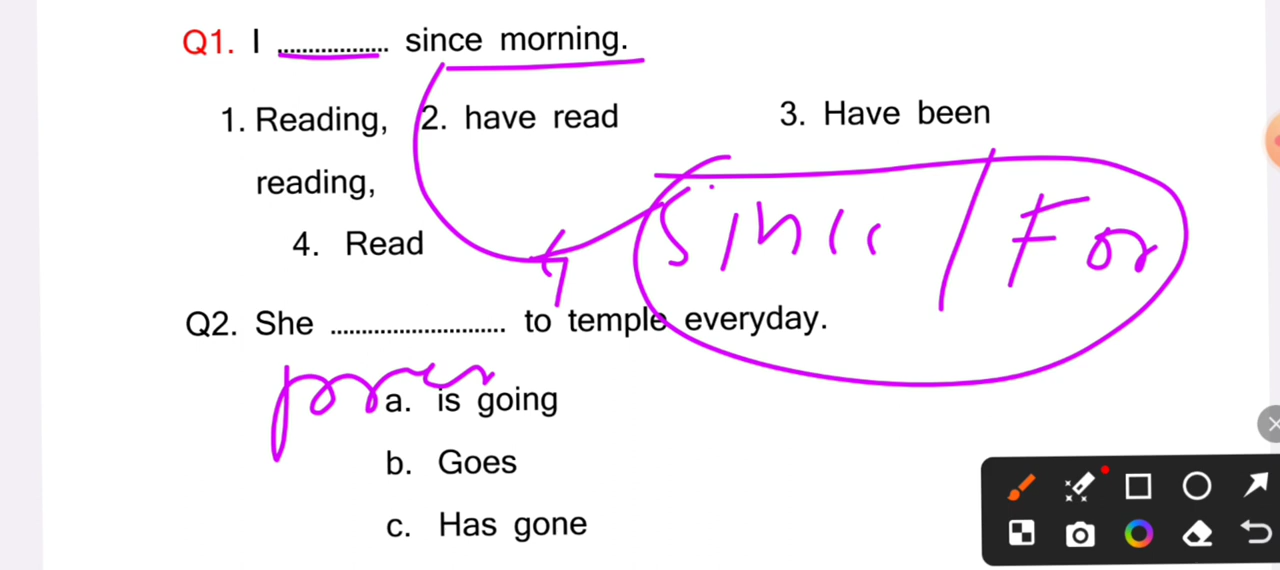 Q1. I ................. since morning.
1. Reading, 2. have read 3. Have been
reading,
4. Read
Since / For
Q2. She ............................ to temple everyday.
a. is going
b. Goes
c. Has gone